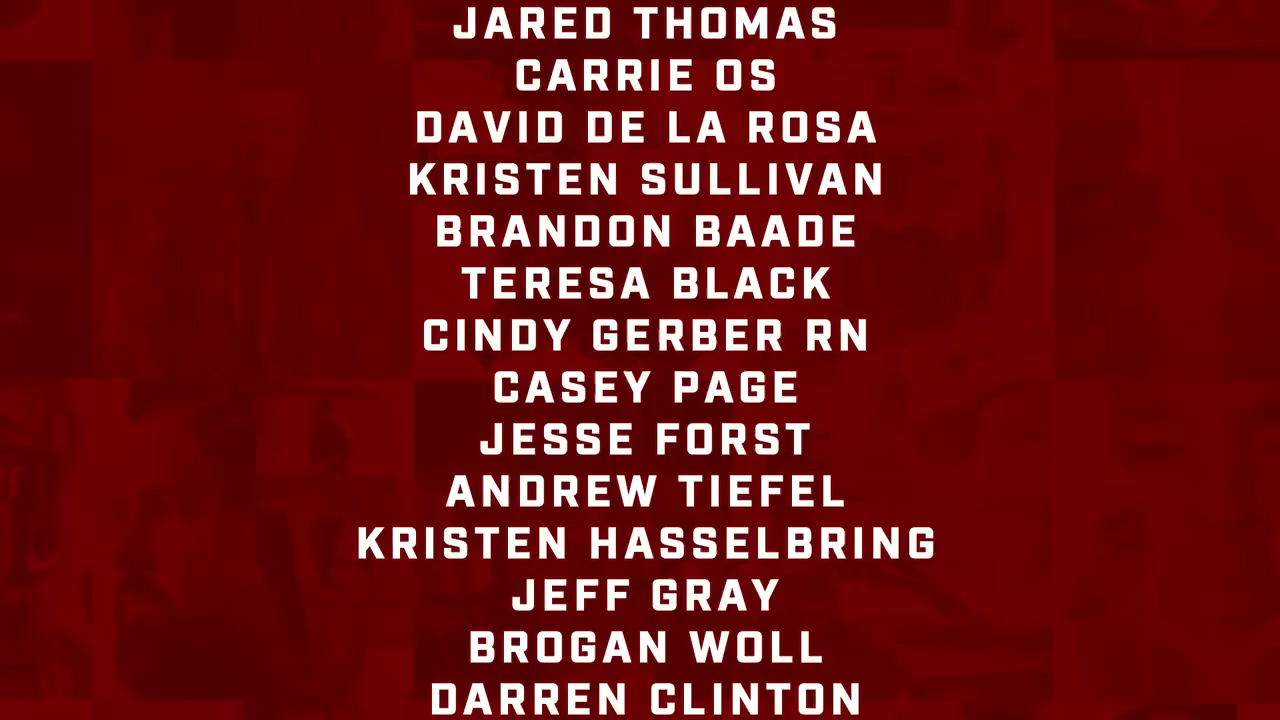 JARED THOMAS
CARRIE OS
DAVID DE LA ROSA
KRISTEN SULLIVAN
BRANDON BAADE
TERESA BLACK
CINDY GERBER RN
CASEY PAGE
JESSE FORST
ANDREW TIEFEL
KRISTEN HASSELBRING
JEFF GRAY
BROGAN WOLL
DARREN CLINTON